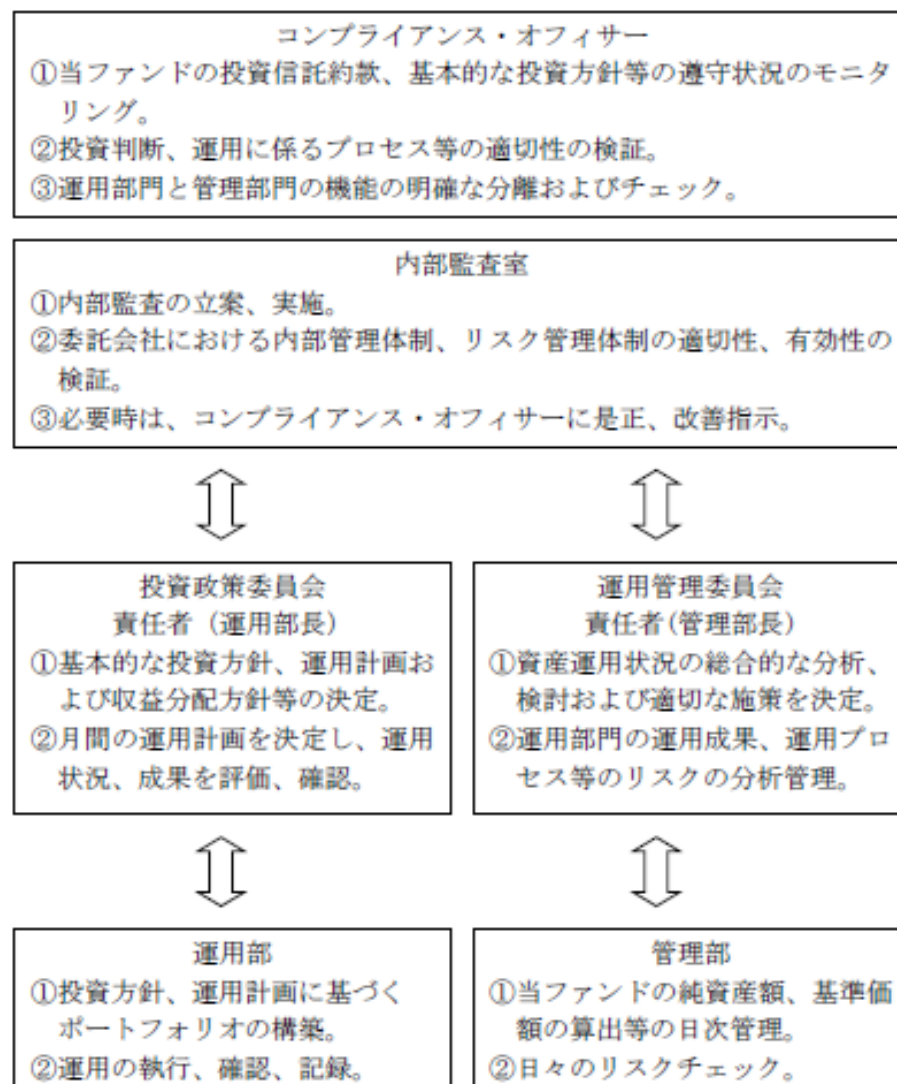 コンプライアンス・オフィサー
①当ファンドの投資信託約款、基本的な投資方針等の遵守状況のモニタ
リング。
②投資判断、運用に係るプロセス等の適切性の検証。
③運用部門と管理部門の機能の明確な分離およびチェック。
内部監査室
①内部監査の立案、実施。
②委託会社における内部管理体制、リスク管理体制の適切性、有効性の
検証。
③必要時は、コンプライアンス・オフィサーに是正、改善指示。
投資政策委員会
責任者（運用部長）
①基本的な投資方針、運用計画お
よび収益分配方針等の決定。
②月間の運用計画を決定し、運用
状況、成果を評価、確認。
運用管理委員会
責任者(管理部長)
①資産運用状況の総合的な分析、
検討および適切な施策を決定。
②運用部門の運用成果、運用プロ
セス等のリスクの分析管理。
運用部
①投資方針、運用計画に基づく
ポートフォリオの構築。
②運用の執行、確認、記録。
管理部
①当ファンドの純資産額、基準価
額の算出等の日次管理。
②日々のリスクチェック。